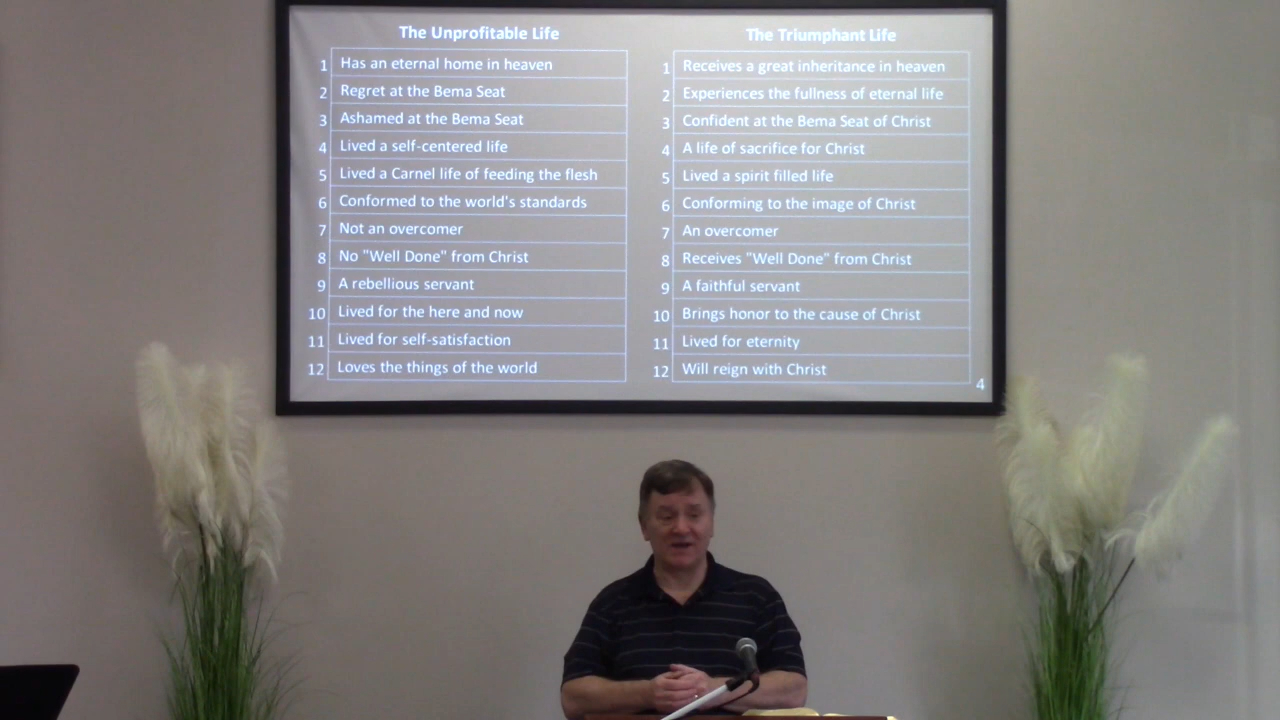 The Unprofitable Life
1 Has an eternal home in heaven
2 Regret at the Bema Seat
3 Ashamed at the Bema Seat
4 Lived a self-centered life
5 Lived a Carnel life of feeding the flesh
6 Conformed to the world's standards
7 Not an overcomer
8 No "Well Done" from Christ
9 A rebellious servant
10 Lived for the here and now
11 Lived for self-satisfaction
12 Loves the things of the world
The Triumphant Life
1 Receives a great inheritance in heaven
2 Experiences the fullness of eternal life
3 Confident at the Bema Seat of Christ
4 A life of sacrifice for Christ
5 Lived a spirit filled life
6 Conforming to the image of Christ
7 An overcomer
8 Receives "Well Done" from Christ
9 A faithful servant
10 Brings honor to the cause of Christ
11 Lived for eternity
12 Will reign with Christ
4